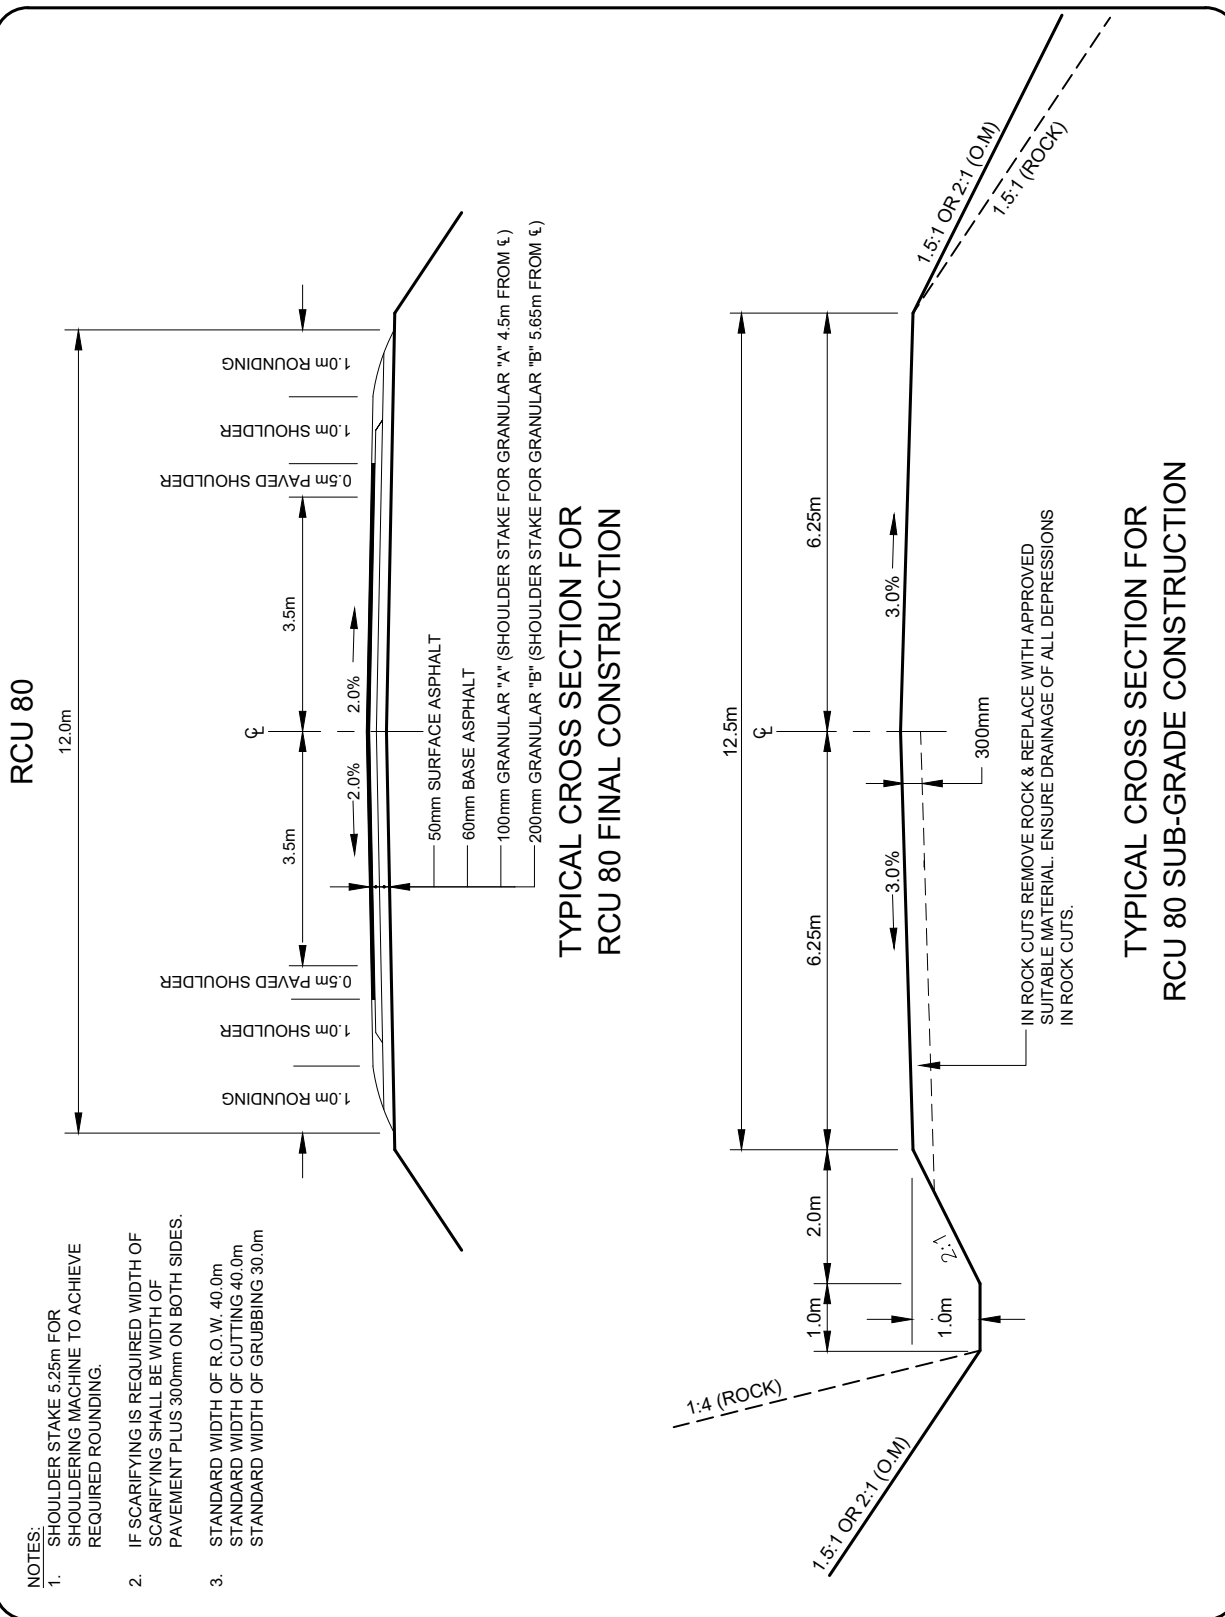 RCU 80
12.0m
1.0m ROUNDING
1.0m SHOULDER
0.5m PAVED SHOULDER
3.5m
3.5m
0.5m PAVED SHOULDER
1.0m SHOULDER
1.0m ROUNDING
℄
2.0%
2.0%
50mm SURFACE ASPHALT
60mm BASE ASPHALT
100mm GRANULAR "A" (SHOULDER STAKE FOR GRANULAR "A" 4.5m FROM ℄)
200mm GRANULAR "B" (SHOULDER STAKE FOR GRANULAR "B" 5.65m FROM ℄)
TYPICAL CROSS SECTION FOR
RCU 80 FINAL CONSTRUCTION
NOTES:
1. SHOULDER STAKE 5.25m FOR
SHOULDERING MACHINE TO ACHIEVE
REQUIRED ROUNDING.
2. IF SCARIFYING IS REQUIRED WIDTH OF
SCARIFYING SHALL BE WIDTH OF
PAVEMENT PLUS 300mm ON BOTH SIDES.
3. STANDARD WIDTH OF R.O.W. 40.0m
STANDARD WIDTH OF CUTTING 40.0m
STANDARD WIDTH OF GRUBBING 30.0m
12.5m
℄
1.0m
2.0m
6.25m
6.25m
3.0%
3.0%
1:4 (ROCK)
1.5:1 OR 2:1 (O.M)
1.0m
2:1
300mm
1.5:1 OR 2:1 (O.M)
1.5:1 (ROCK)
IN ROCK CUTS REMOVE ROCK & REPLACE WITH APPROVED
SUITABLE MATERIAL. ENSURE DRAINAGE OF ALL DEPRESSIONS
IN ROCK CUTS.
TYPICAL CROSS SECTION FOR
RCU 80 SUB-GRADE CONSTRUCTION